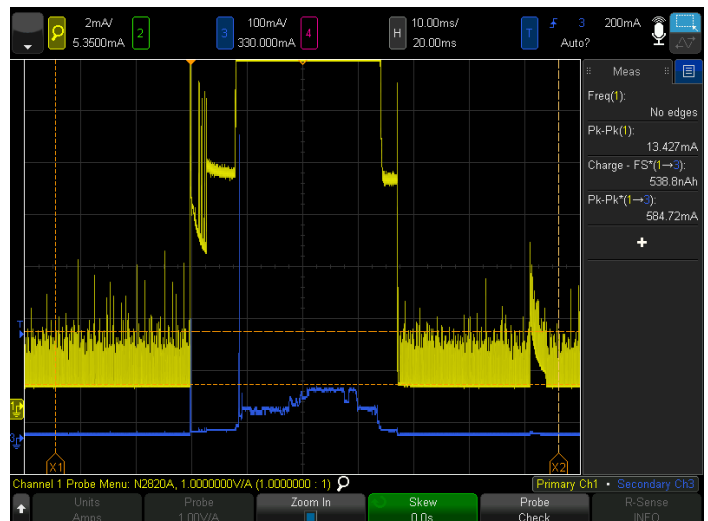 2mA/
5.3500mA
2
3
100mA/
330.000mA
4
H
10.00ms/
20.00ms
T
3
200mA
Auto?
Meas
Freq(1):
No edges
Pk-Pk(1):
13.427mA
Charge - FS*(1→3):
538.8nAh
Pk-Pk*(1→3):
584.72mA
T
1
3
X1
X2
Channel 1 Probe Menu: N2820A, 1.0000000V/A (1.0000000 : 1)
Primary Ch1 • Secondary Ch3
Units
Amps
Probe
1.00V/A
Zoom In
Skew
0.0s
Probe
Check
R-Sense
INFO